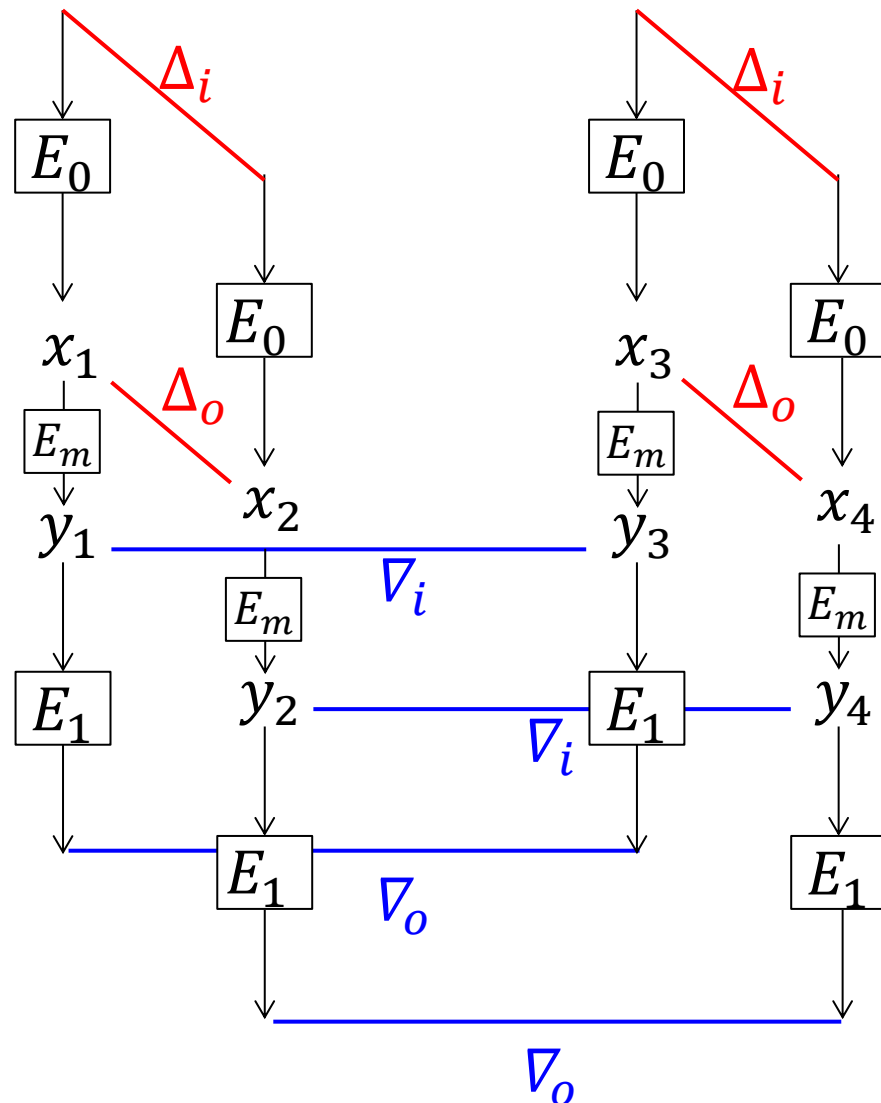 Δᵢ Δᵢ
E₀ E₀
E₀ E₀
x₁ x₃
Δₒ Δₒ
Eₘ Eₘ
x₂ x₄
y₁ y₃
∇ᵢ
Eₘ Eₘ
y₂ y₄
E₁ E₁
∇ᵢ
E₁ E₁
∇ₒ
∇ₒ